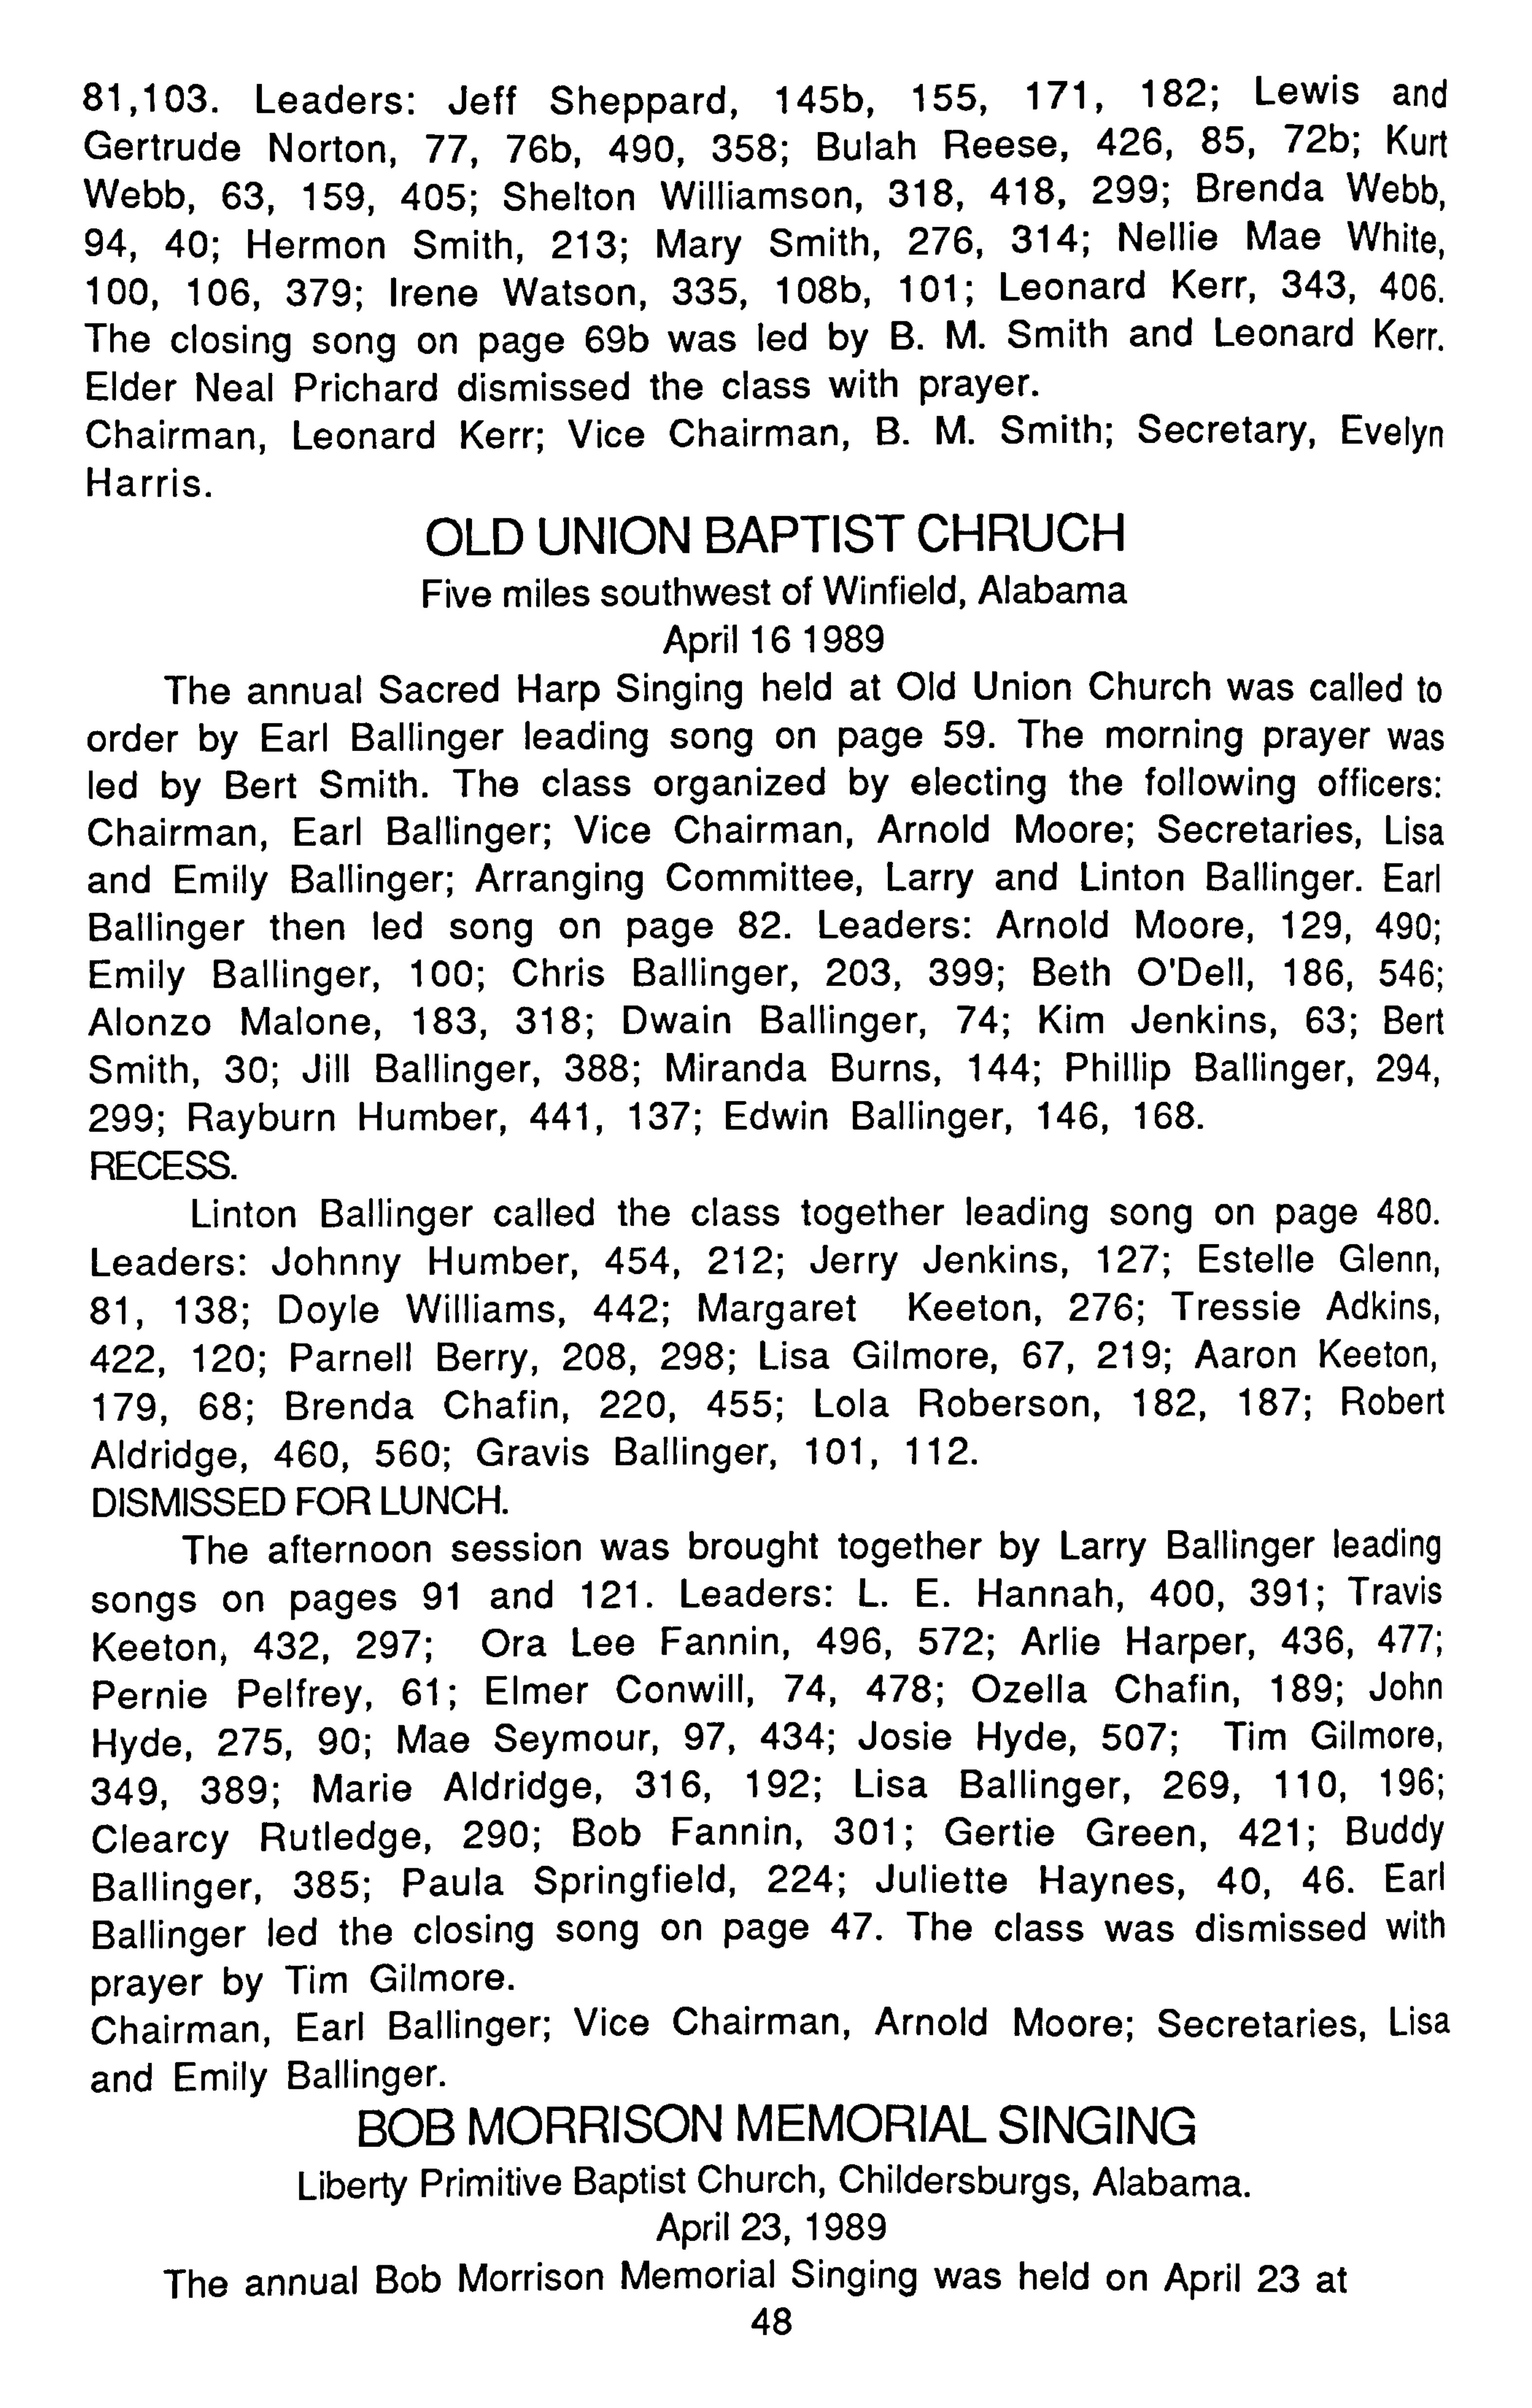 81,103. Leaders: Jeff Sheppard, 145b, 155, 171, 182; Lewis and
Gertrude Norton, 77, 76b, 490, 358; Bulah Reese, 426, 85, 72b; Kurt
Webb, 63, 159, 405; Shelton Williamson, 318, 418, 299; Brenda Webb,
94, 40; Hermon Smith, 213; Mary Smith, 276, 314; Nellie Mae White,
100, 106, 379; Irene Watson, 335, 108b, 101; Leonard Kerr, 343, 406.
The closing song on page 69b was led by B. M. Smith and Leonard Kerr.
Elder Neal Prichard dismissed the class with prayer.
Chairman, Leonard Kerr; Vice Chairman, B. M. Smith; Secretary, Evelyn
Harris.
OLD UNION BAPTIST CHRUCH
Five miles southwest of Winfield, Alabama
April 16 1989
The annual Sacred Harp Singing held at Old Union Church was called to
order by Earl Ballinger leading song on page 59. The morning prayer was
led by Bert Smith. The class organized by electing the following officers:
Chairman, Earl Ballinger; Vice Chairman, Arnold Moore; Secretaries, Lisa
and Emily Ballinger; Arranging Committee, Larry and Linton Ballinger. Earl
Ballinger then led song on page 82. Leaders: Arnold Moore, 129, 490;
Emily Ballinger, 100; Chris Ballinger, 203, 399; Beth O'Dell, 186, 546;
Alonzo Malone, 183, 318; Dwain Ballinger, 74; Kim Jenkins, 63; Bert
Smith, 30; Jill Ballinger, 388; Miranda Burns, 144; Phillip Ballinger, 294,
299; Rayburn Humber, 441, 137; Edwin Ballinger, 146, 168.
RECESS.
Linton Ballinger called the class together leading song on page 480.
Leaders: Johnny Humber, 454, 212; Jerry Jenkins, 127; Estelle Glenn,
81, 138; Doyle Williams, 442; Margaret Keeton, 276; Tressie Adkins,
422, 120; Parnell Berry, 208, 298; Lisa Gilmore, 67, 219; Aaron Keeton,
179, 68; Brenda Chafin, 220, 455; Lola Roberson, 182, 187; Robert
Aldridge, 460, 560; Gravis Ballinger, 101, 112.
DISMISSED FOR LUNCH.
The afternoon session was brought together by Larry Ballinger leading
songs on pages 91 and 121. Leaders: L. E. Hannah, 400, 391; Travis
Keeton, 432, 297; Ora Lee Fannin, 496, 572; Arlie Harper, 436, 477;
Pernie Pelfrey, 61; Elmer Conwill, 74, 478; Ozella Chafin, 189; John
Hyde, 275, 90; Mae Seymour, 97, 434; Josie Hyde, 507; Tim Gilmore,
349, 389; Marie Aldridge, 316, 192; Lisa Ballinger, 269, 110, 196;
Clearcy Rutledge, 290; Bob Fannin, 301; Gertie Green, 421; Buddy
Ballinger, 385; Paula Springfield, 224; Juliette Haynes, 40, 46. Earl
Ballinger led the closing song on page 47. The class was dismissed with
prayer by Tim Gilmore.
Chairman, Earl Ballinger; Vice Chairman, Arnold Moore; Secretaries, Lisa
and Emily Ballinger.
BOB MORRISON MEMORIAL SINGING
Liberty Primitive Baptist Church, Childersburgs, Alabama.
April 23, 1989
The annual Bob Morrison Memorial Singing was held on April 23 at
48